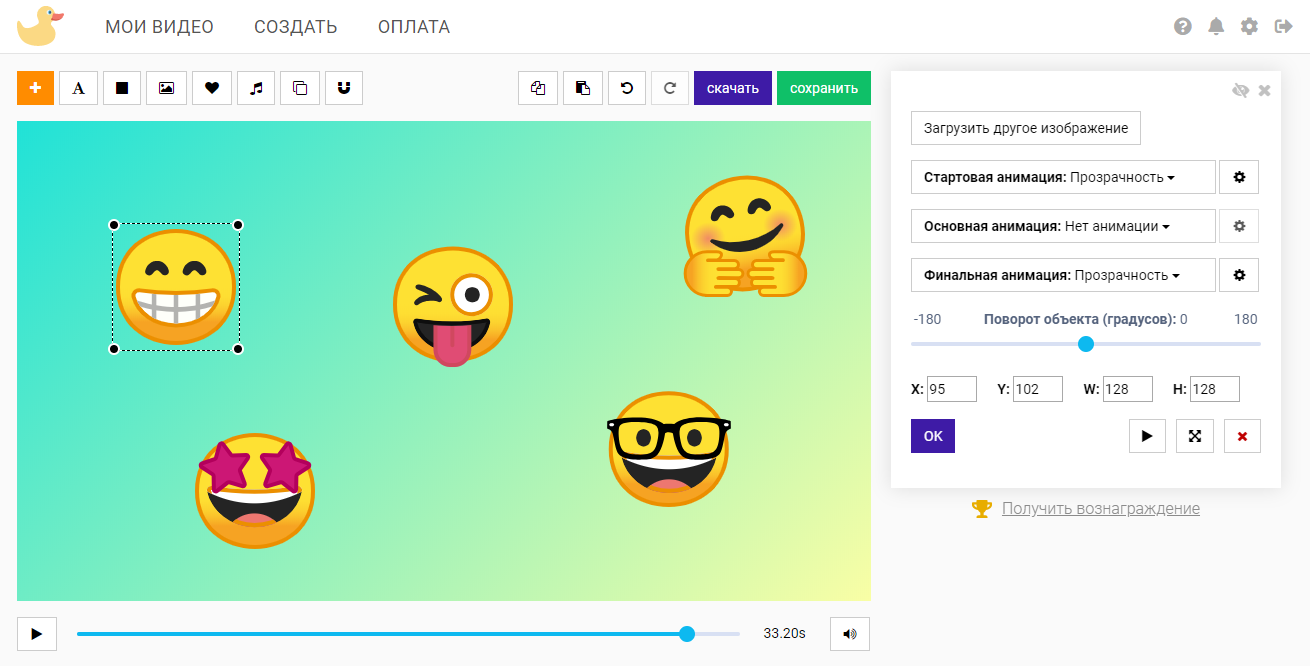 МОИ ВИДЕО СОЗДАТЬ ОПЛАТА
A скачать сохранить
Загрузить другое изображение
Стартовая анимация: Прозрачность
Основная анимация: Нет анимации
Финальная анимация: Прозрачность
-180 Поворот объекта (градусов): 0 180
X: 95 Y: 102 W: 128 H: 128
OK
Получить вознаграждение
33.20s